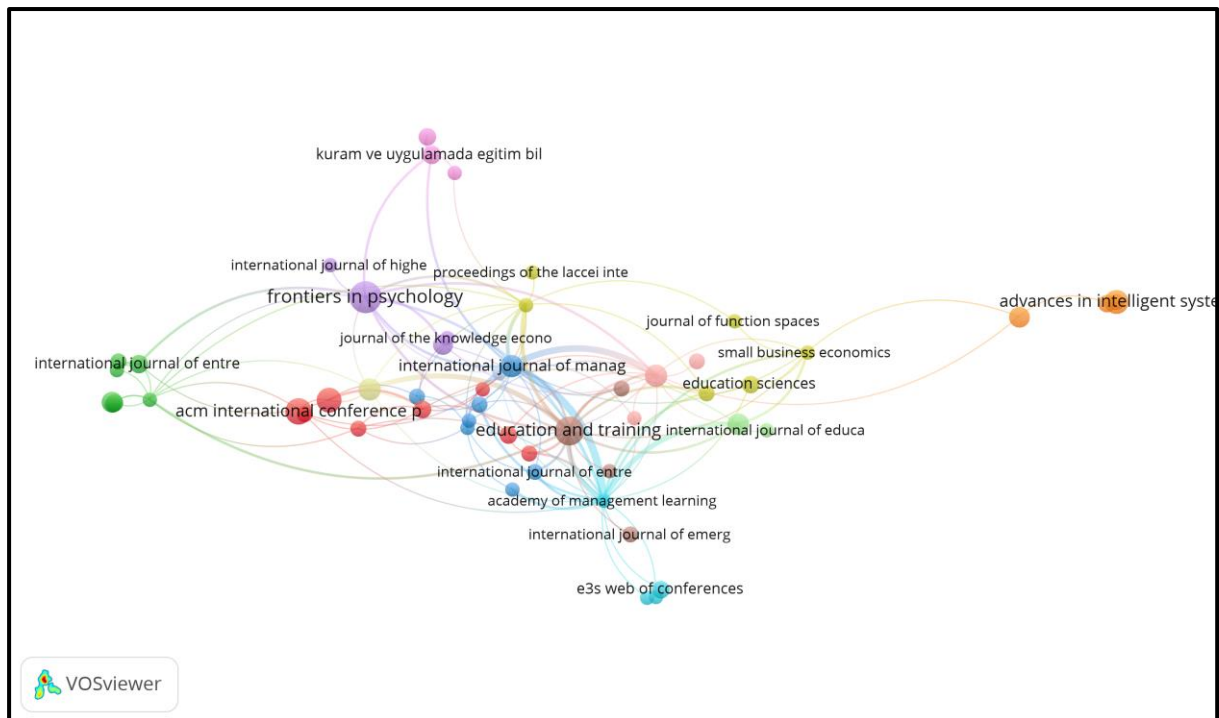 kuram ve uygulamada egitim bil
international journal of highe
proceedings of the laccei inte
frontiers in psychology
advances in intelligent syste
journal of function spaces
journal of the knowledge econo
small business economics
international journal of entre
international journal of manag
education sciences
acm international conference p
education and training
international journal of educa
international journal of entre
academy of management learning
international journal of emerg
e3s web of conferences
VOSviewer